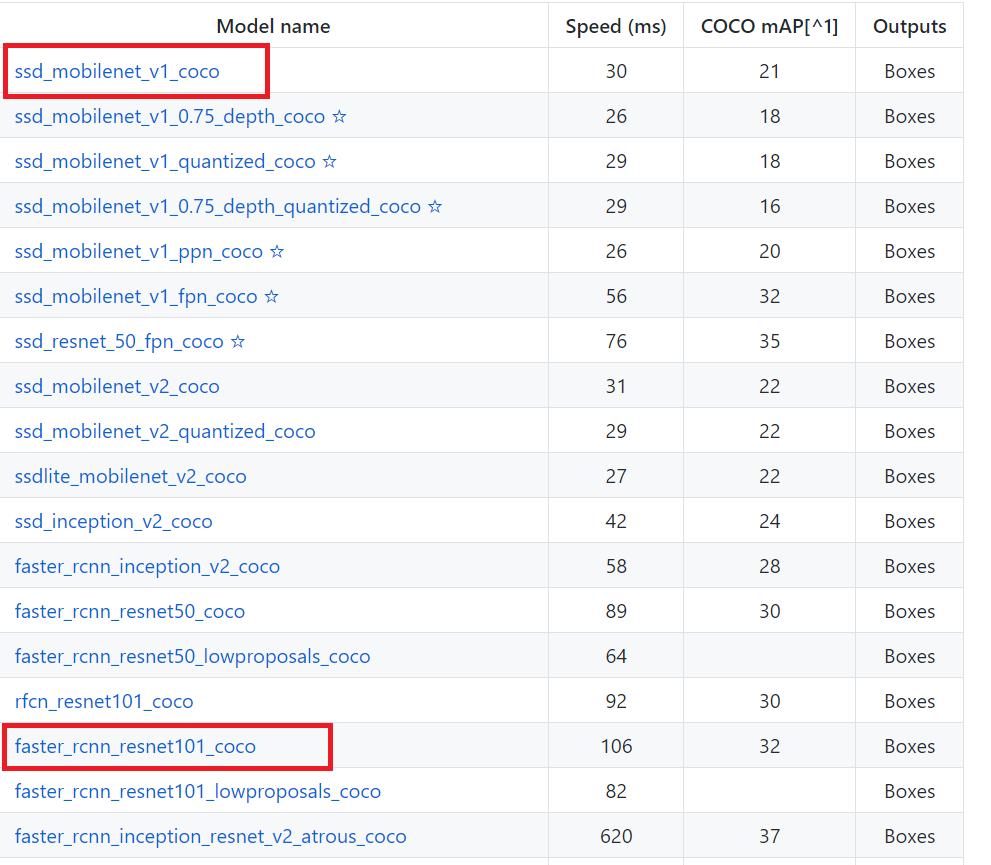 Model name Speed (ms) COCO mAP[^1] Outputs
ssd_mobilenet_v1_coco 30 21 Boxes
ssd_mobilenet_v1_0.75_depth_coco ☆ 26 18 Boxes
ssd_mobilenet_v1_quantized_coco ☆ 29 18 Boxes
ssd_mobilenet_v1_0.75_depth_quantized_coco ☆ 29 16 Boxes
ssd_mobilenet_v1_ppn_coco ☆ 26 20 Boxes
ssd_mobilenet_v1_fpn_coco ☆ 56 32 Boxes
ssd_resnet_50_fpn_coco ☆ 76 35 Boxes
ssd_mobilenet_v2_coco 31 22 Boxes
ssd_mobilenet_v2_quantized_coco 29 22 Boxes
ssdlite_mobilenet_v2_coco 27 22 Boxes
ssd_inception_v2_coco 42 24 Boxes
faster_rcnn_inception_v2_coco 58 28 Boxes
faster_rcnn_resnet50_coco 89 30 Boxes
faster_rcnn_resnet50_lowproposals_coco 64 Boxes
rfcn_resnet101_coco 92 30 Boxes
faster_rcnn_resnet101_coco 106 32 Boxes
faster_rcnn_resnet101_lowproposals_coco 82 Boxes
faster_rcnn_inception_resnet_v2_atrous_coco 620 37 Boxes